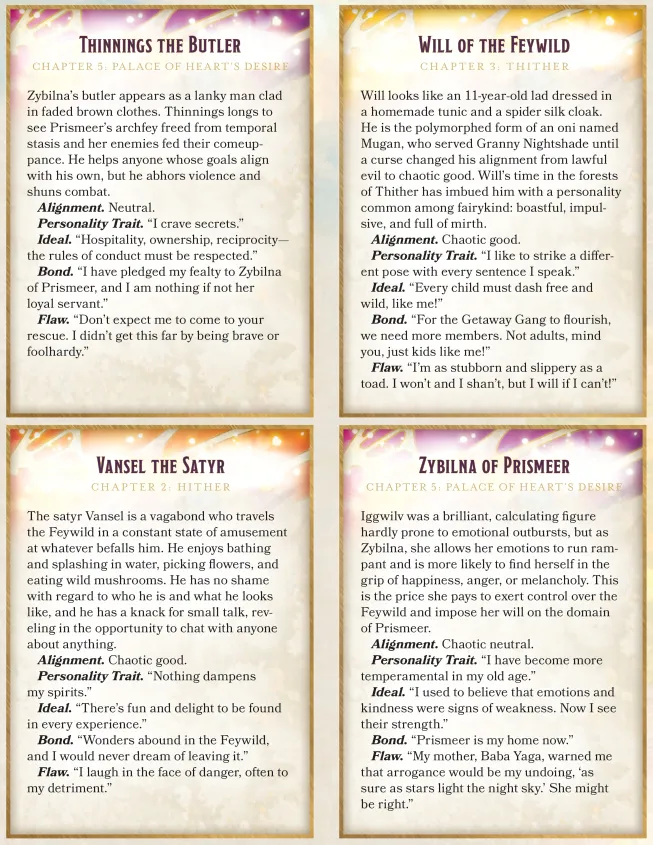 THINNINGS THE BUTLER
CHAPTER 5: PALACE OF HEART'S DESIRE
Zybilna's butler appears as a lanky man clad
in faded brown clothes. Thinnings longs to
see Prismeer's archfey freed from temporal
stasis and her enemies fed their comeup-
pance. He helps anyone whose goals align
with his own, but he abhors violence and
shuns combat.
Alignment. Neutral.
Personality Trait. “I crave secrets.”
Ideal. “Hospitality, ownership, reciprocity—
the rules of conduct must be respected.”
Bond. “I have pledged my fealty to Zybilna
of Prismeer, and I am nothing if not her
loyal servant.”
Flaw. “Don't expect me to come to your
rescue. I didn't get this far by being brave or
foolhardy.”
WILL OF THE FEYWILD
CHAPTER 3: THITHER
Will looks like an 11-year-old lad dressed in
a homemade tunic and a spider silk cloak.
He is the polymorphed form of an oni named
Mugan, who served Granny Nightshade until
a curse changed his alignment from lawful
evil to chaotic good. Will's time in the forests
of Thither has imbued him with a personality
common among fairykind: boastful, impul-
sive, and full of mirth.
Alignment. Chaotic good.
Personality Trait. “I like to strike a differ-
ent pose with every sentence I speak.”
Ideal. “Every child must dash free and
wild, like me!”
Bond. “For the Getaway Gang to flourish,
we need more members. Not adults, mind
you, just kids like me!”
Flaw. “I'm as stubborn and slippery as a
toad. I won't and I shan't, but I will if I can't!”
VANSEL THE SATYR
CHAPTER 2: HITHER
The satyr Vansel is a vagabond who travels
the Feywild in a constant state of amusement
at whatever befalls him. He enjoys bathing
and splashing in water, picking flowers, and
eating wild mushrooms. He has no shame
with regard to who he is and what he looks
like, and he has a knack for small talk, rev-
eling in the opportunity to chat with anyone
about anything.
Alignment. Chaotic good.
Personality Trait. “Nothing dampens
my spirits.”
Ideal. “There's fun and delight to be found
in every experience.”
Bond. “Wonders abound in the Feywild,
and I would never dream of leaving it.”
Flaw. “I laugh in the face of danger, often to
my detriment.”
ZYBILNA OF PRISMEER
CHAPTER 5: PALACE OF HEART'S DESIRE
Iggwilv was a brilliant, calculating figure
hardly prone to emotional outbursts, but as
Zybilna, she allows her emotions to run ram-
pant and is more likely to find herself in the
grip of happiness, anger, or melancholy. This
is the price she pays to exert control over the
Feywild and impose her will on the domain
of Prismeer.
Alignment. Chaotic neutral.
Personality Trait. “I have become more
temperamental in my old age.”
Ideal. “I used to believe that emotions and
kindness were signs of weakness. Now I see
their strength.”
Bond. “Prismeer is my home now.”
Flaw. “My mother, Baba Yaga, warned me
that arrogance would be my undoing, ‘as
sure as stars light the night sky.’ She might
be right.”